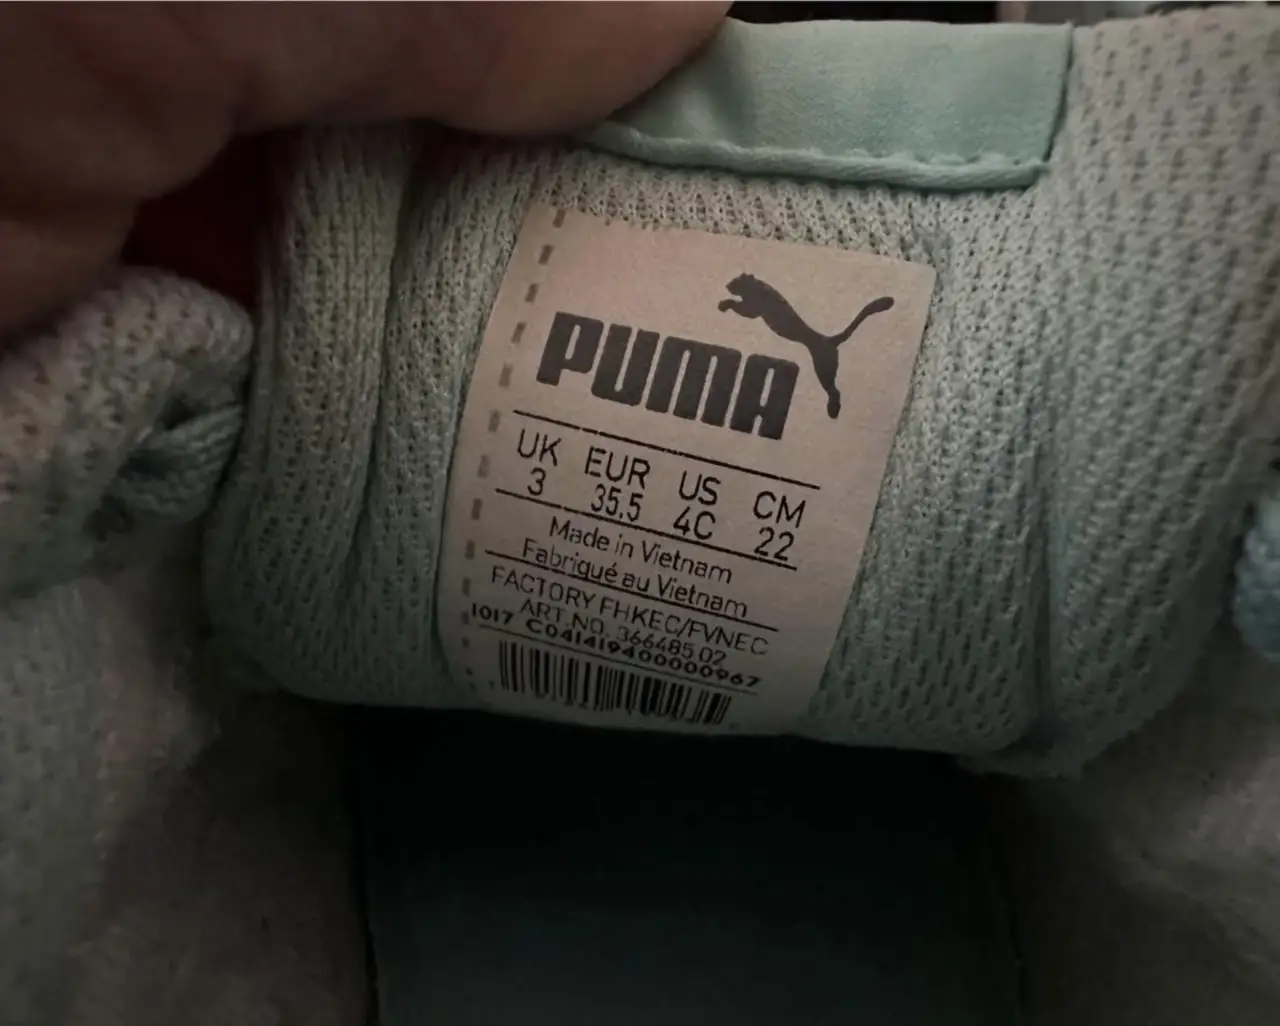 PUMA
UK EUR US CM
3 35.5 4C 22
Made in Vietnam
Fabriqué au Vietnam
FACTORY FHKEC/FVNEC
ART.NO. 366485 02
1017 C041419400000967